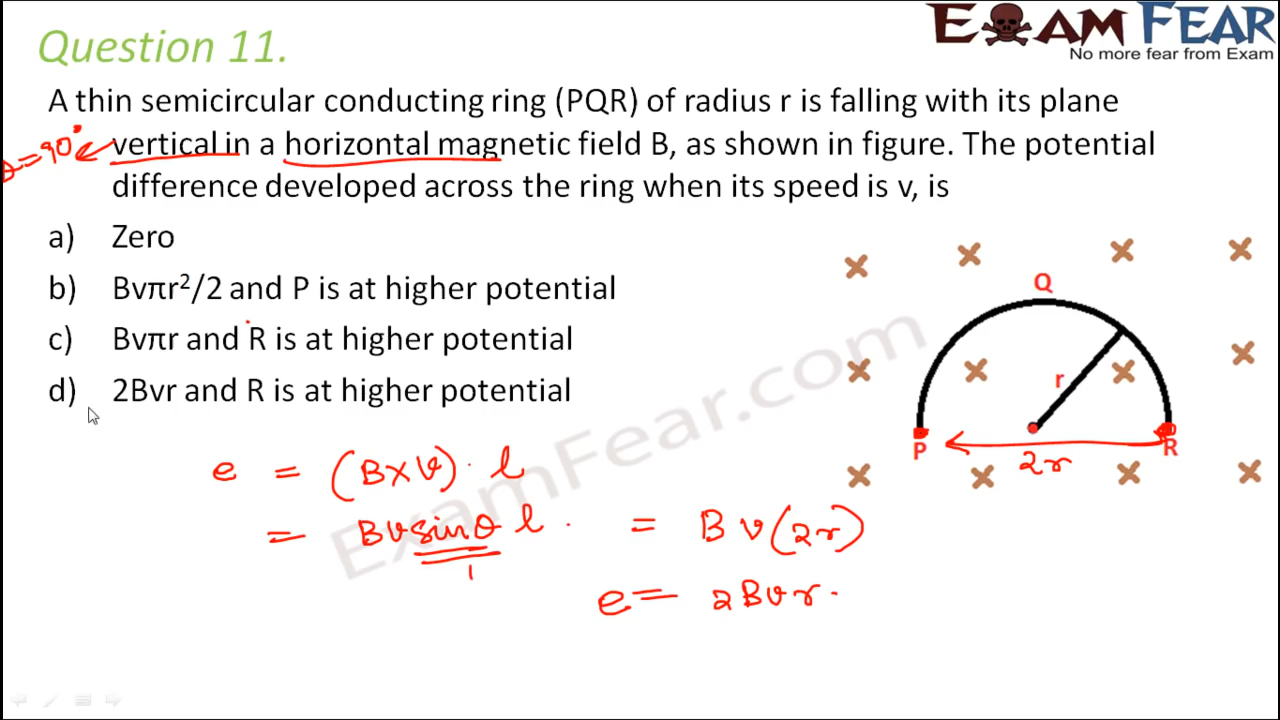 Question 11.
EXAM FEAR
No more fear from Exam
A thin semicircular conducting ring (PQR) of radius r is falling with its plane
vertical in a horizontal magnetic field B, as shown in figure. The potential
= 90°
difference developed across the ring when its speed is v, is
a) Zero
b) Bvπr²/2 and P is at higher potential
c) Bvπr and R is at higher potential
d) 2Bvr and R is at higher potential
Q
r
P
R
2r
e = (B×v). l
= Bv sinθ l. = Bv(2r)
1
e = 2Bvr.
ExamFear.com